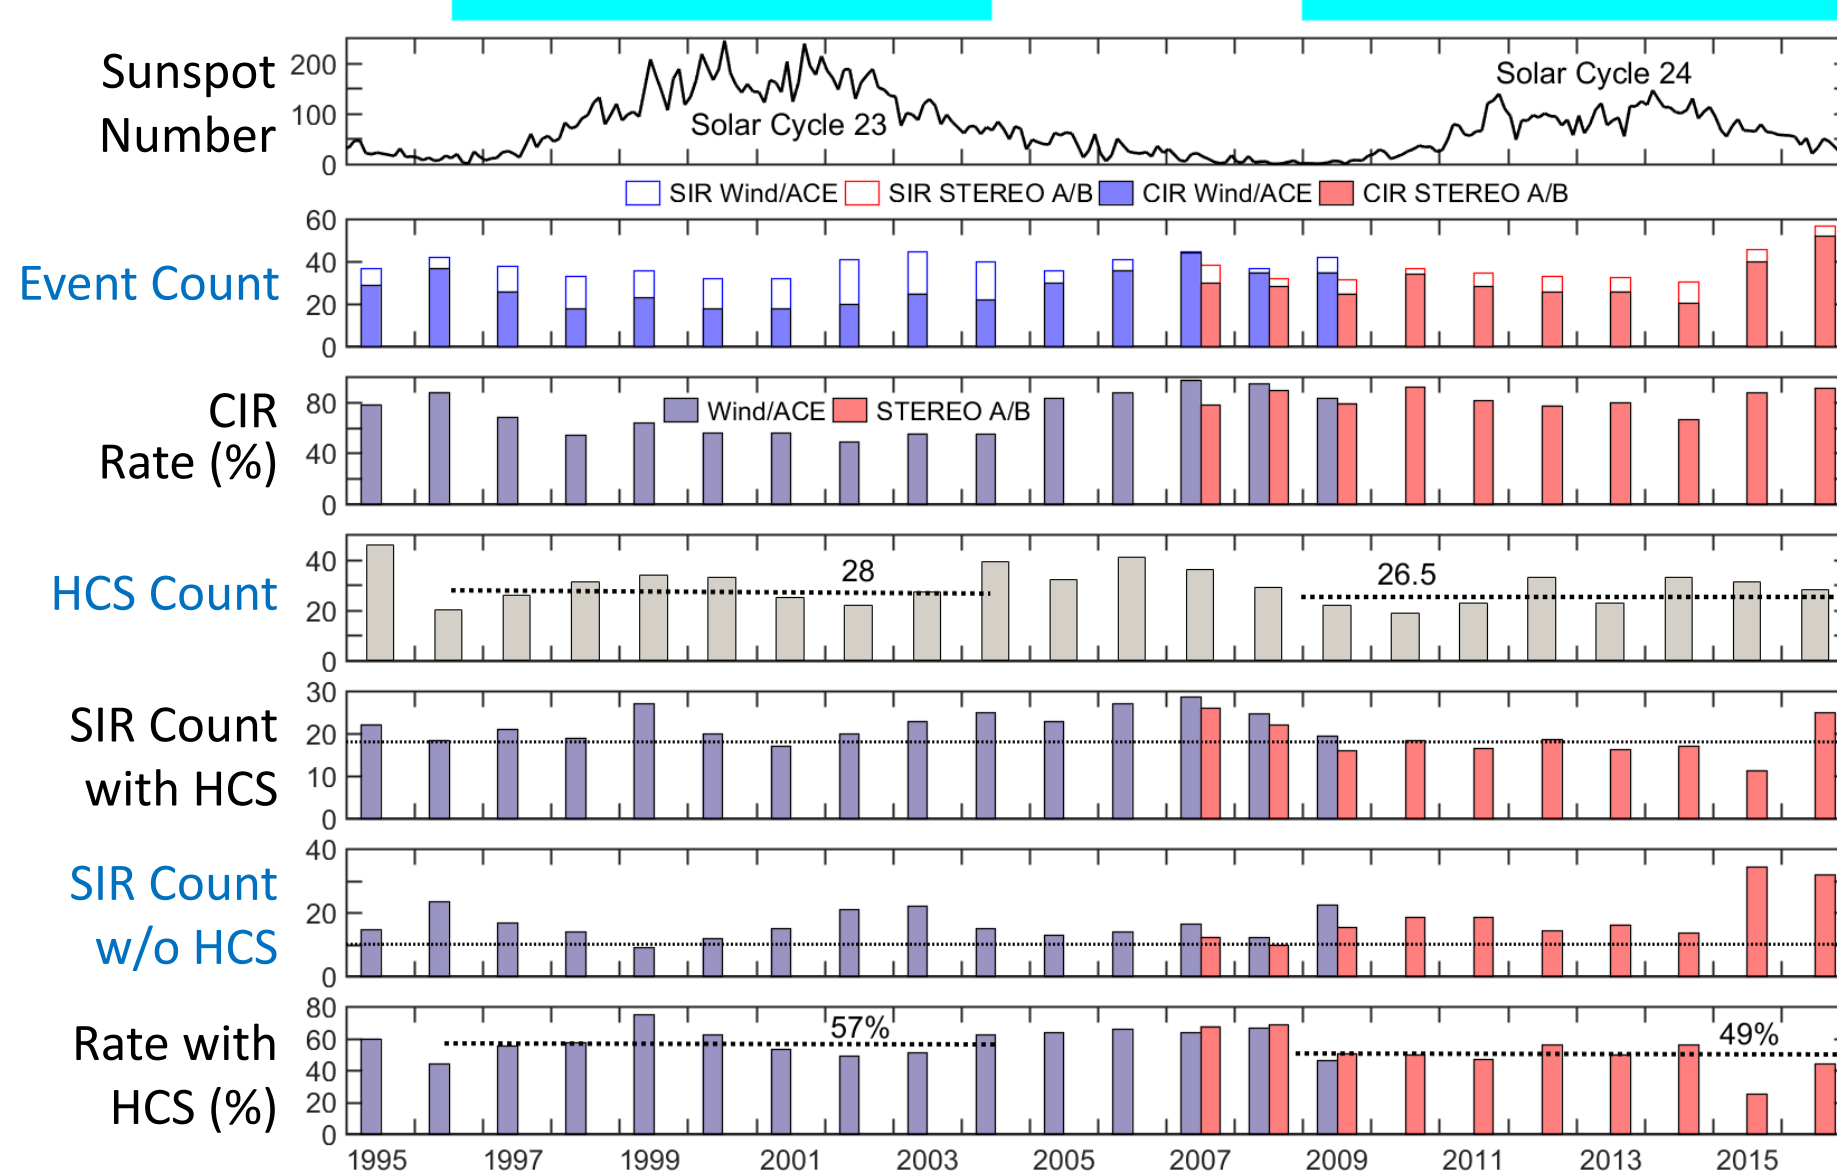 Sunspot
Number
200
100
0
Solar Cycle 23
Solar Cycle 24
SIR Wind/ACE SIR STEREO A/B CIR Wind/ACE CIR STEREO A/B
Event Count
60
40
20
0
CIR
Rate (%)
80
40
0
Wind/ACE STEREO A/B
HCS Count
40
20
0
28
26.5
SIR Count
with HCS
30
20
10
0
SIR Count
w/o HCS
40
20
0
Rate with
HCS (%)
80
60
40
20
0
57%
49%
1995 1997 1999 2001 2003 2005 2007 2009 2011 2013 2015